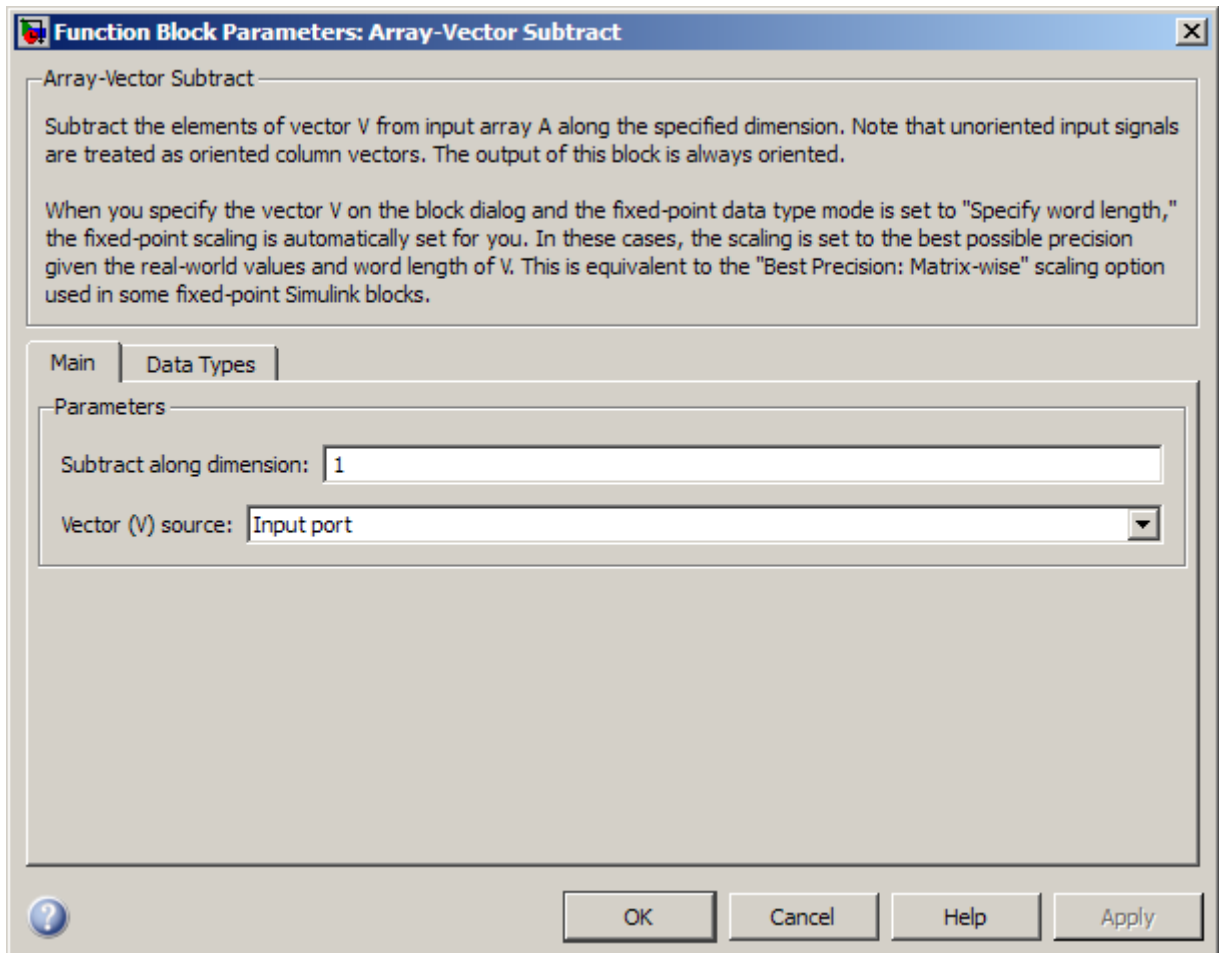 Function Block Parameters: Array-Vector Subtract
Array-Vector Subtract
Subtract the elements of vector V from input array A along the specified dimension. Note that unoriented input signals
are treated as oriented column vectors. The output of this block is always oriented.
When you specify the vector V on the block dialog and the fixed-point data type mode is set to "Specify word length,"
the fixed-point scaling is automatically set for you. In these cases, the scaling is set to the best possible precision
given the real-world values and word length of V. This is equivalent to the "Best Precision: Matrix-wise" scaling option
used in some fixed-point Simulink blocks.
Main Data Types
Parameters
Subtract along dimension: 1
Vector (V) source: Input port
? OK Cancel Help Apply